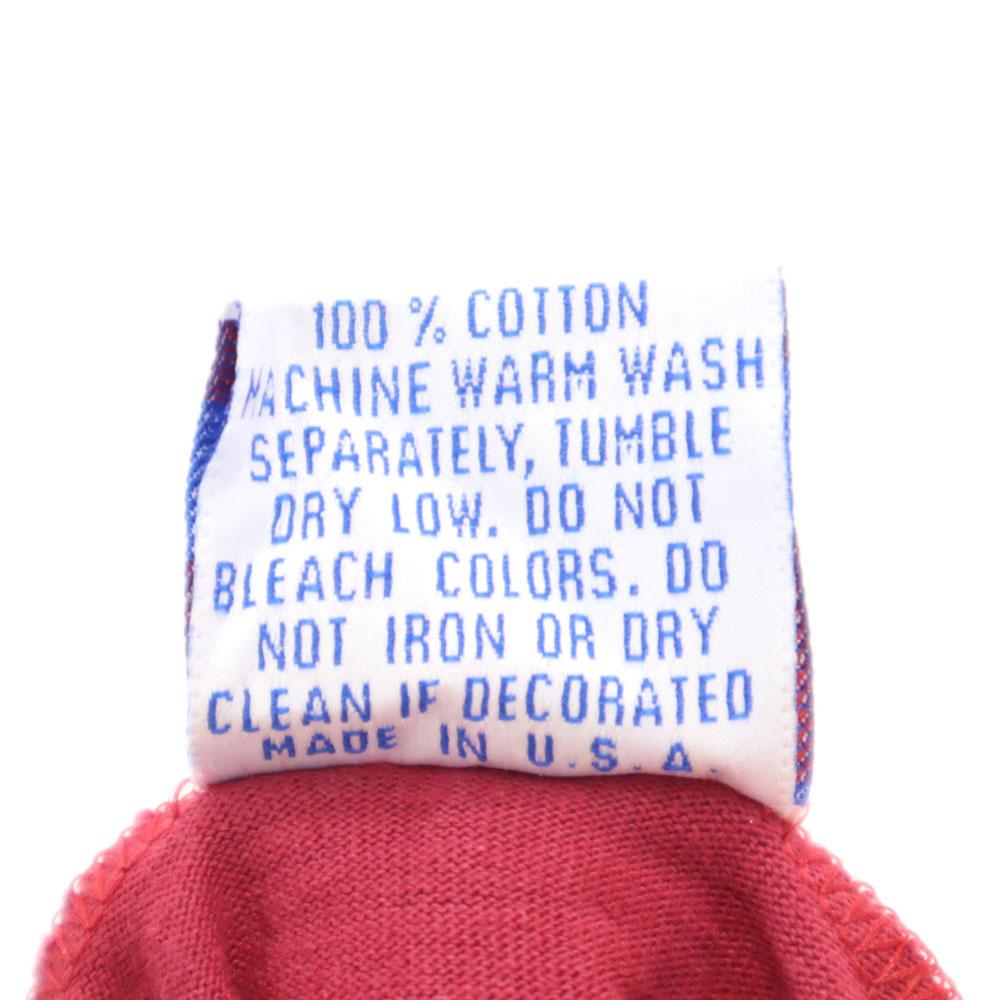 100 % COTTON
MACHINE WARM WASH
SEPARATELY, TUMBLE
DRY LOW. DO NOT
BLEACH COLORS. DO
NOT IRON OR DRY
CLEAN IF DECORATED
MADE IN U.S.A.